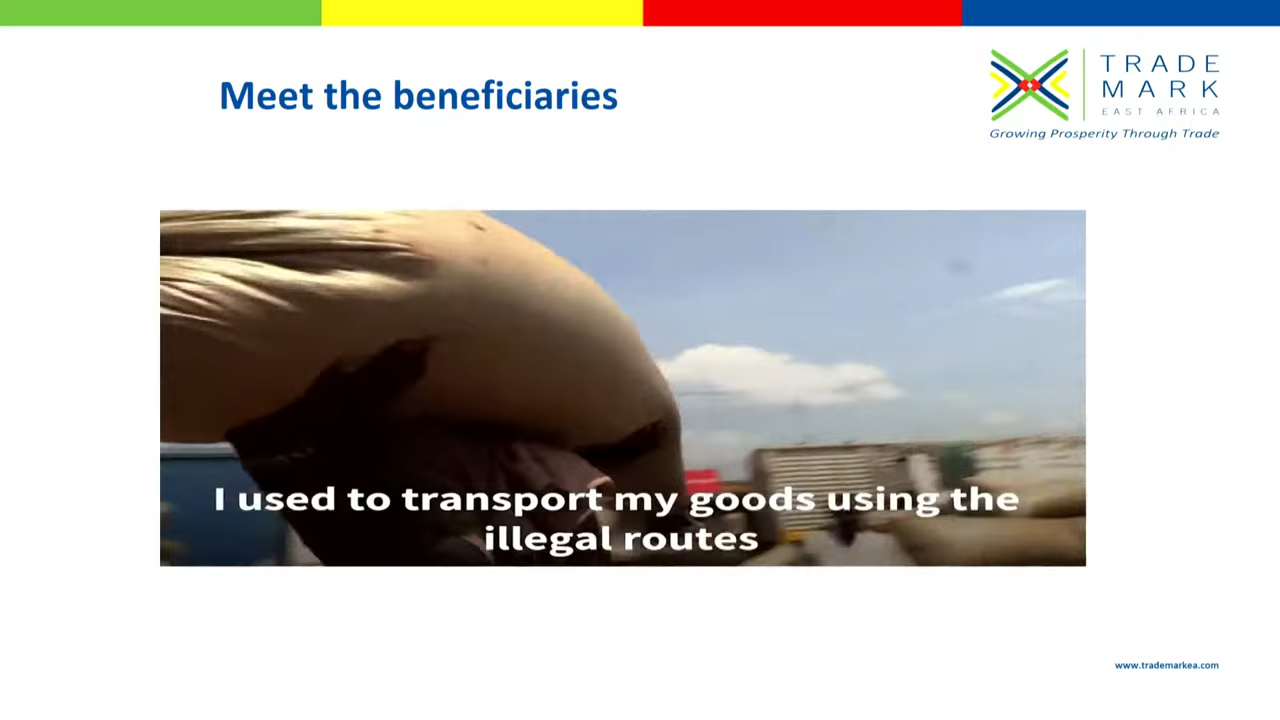 Meet the beneficiaries
TRADE
MARK
EAST AFRICA
Growing Prosperity Through Trade
I used to transport my goods using the
illegal routes
www.trademarkea.com